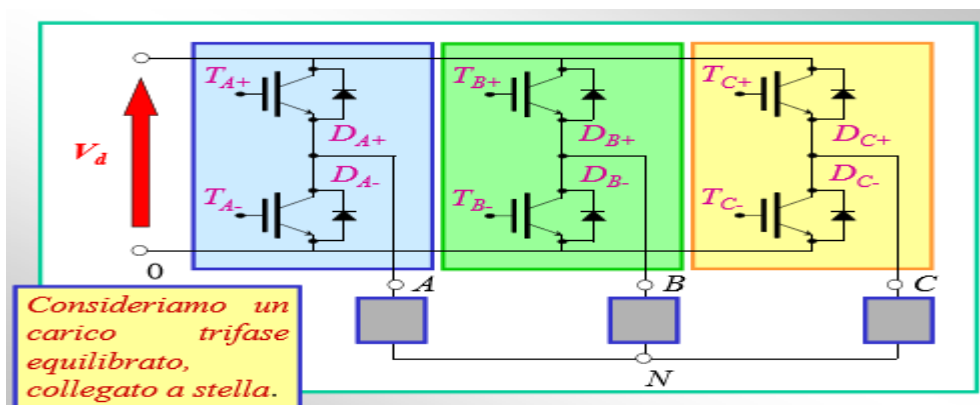 T_A+ T_B+ T_C+
D_A+ D_B+ D_C+
V_d
D_A- D_B- D_C-
T_A- T_B- T_C-
0
A B C
Consideriamo un
carico trifase
equilibrato,
collegato a stella.
N